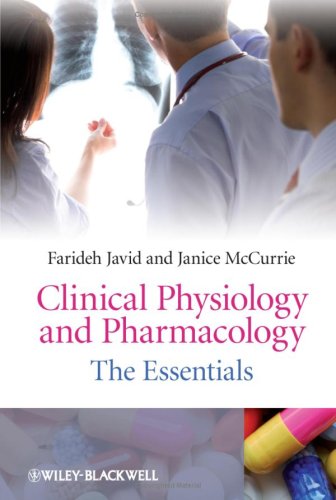 Farideh Javid and Janice McCurrie
Clinical Physiology
and Pharmacology
The Essentials
WILEY-BLACKWELL